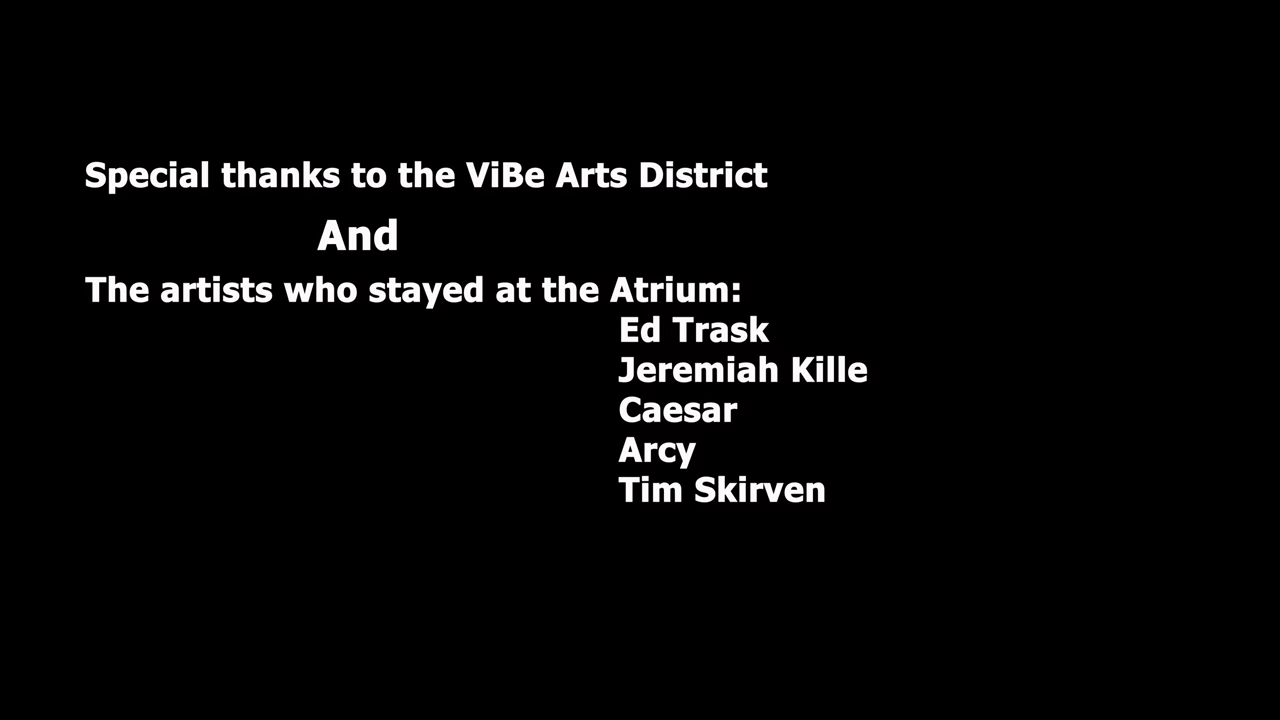 Special thanks to the ViBe Arts District
And
The artists who stayed at the Atrium:
Ed Trask
Jeremiah Kille
Caesar
Arcy
Tim Skirven